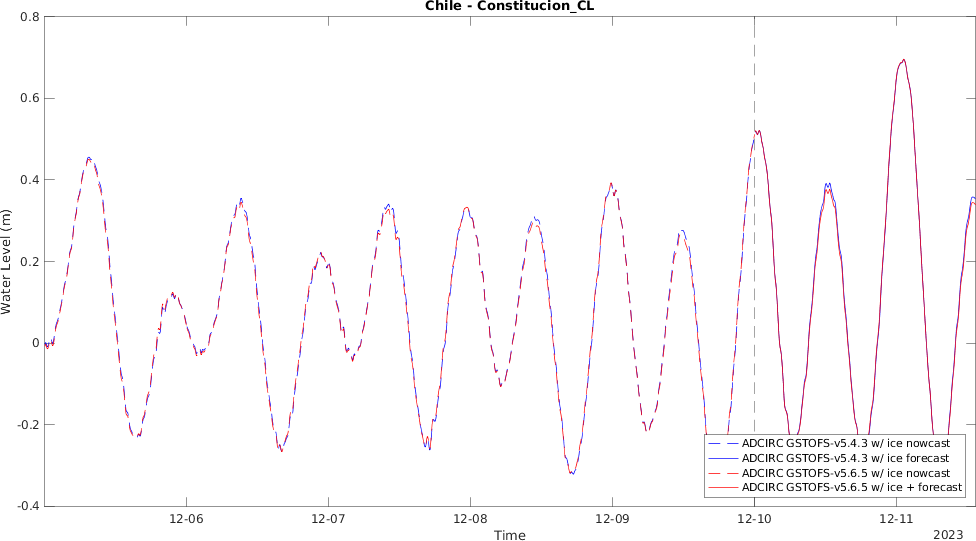 Chile - Constitucion_CL
0.8
0.6
0.4
0.2
0
-0.2
-0.4
Water Level (m)
12-06
12-07
12-08
12-09
12-10
12-11
Time
2023
ADCIRC GSTOFS-v5.4.3 w/ ice nowcast
ADCIRC GSTOFS-v5.4.3 w/ ice forecast
ADCIRC GSTOFS-v5.6.5 w/ ice nowcast
ADCIRC GSTOFS-v5.6.5 w/ ice + forecast